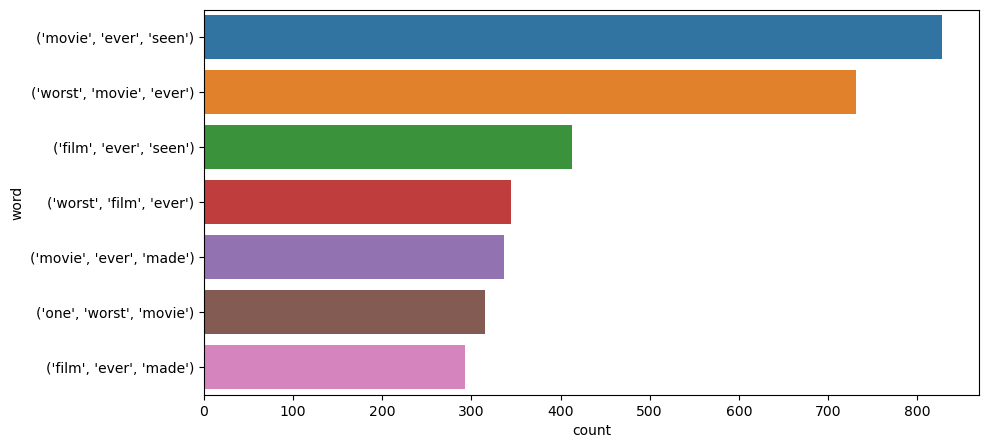 ('movie', 'ever', 'seen')
('worst', 'movie', 'ever')
('film', 'ever', 'seen')
('worst', 'film', 'ever')
('movie', 'ever', 'made')
('one', 'worst', 'movie')
('film', 'ever', 'made')
word
0 100 200 300 400 500 600 700 800
count